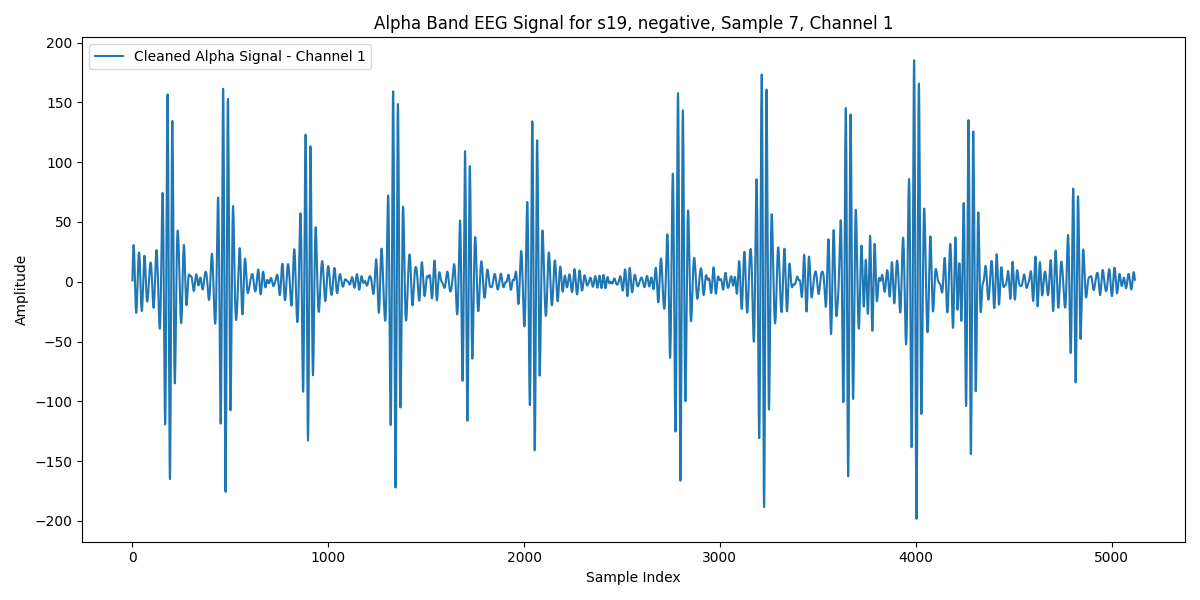 Alpha Band EEG Signal for s19, negative, Sample 7, Channel 1
Cleaned Alpha Signal - Channel 1
200
150
100
50
0
−50
−100
−150
−200
Amplitude
0 1000 2000 3000 4000 5000
Sample Index